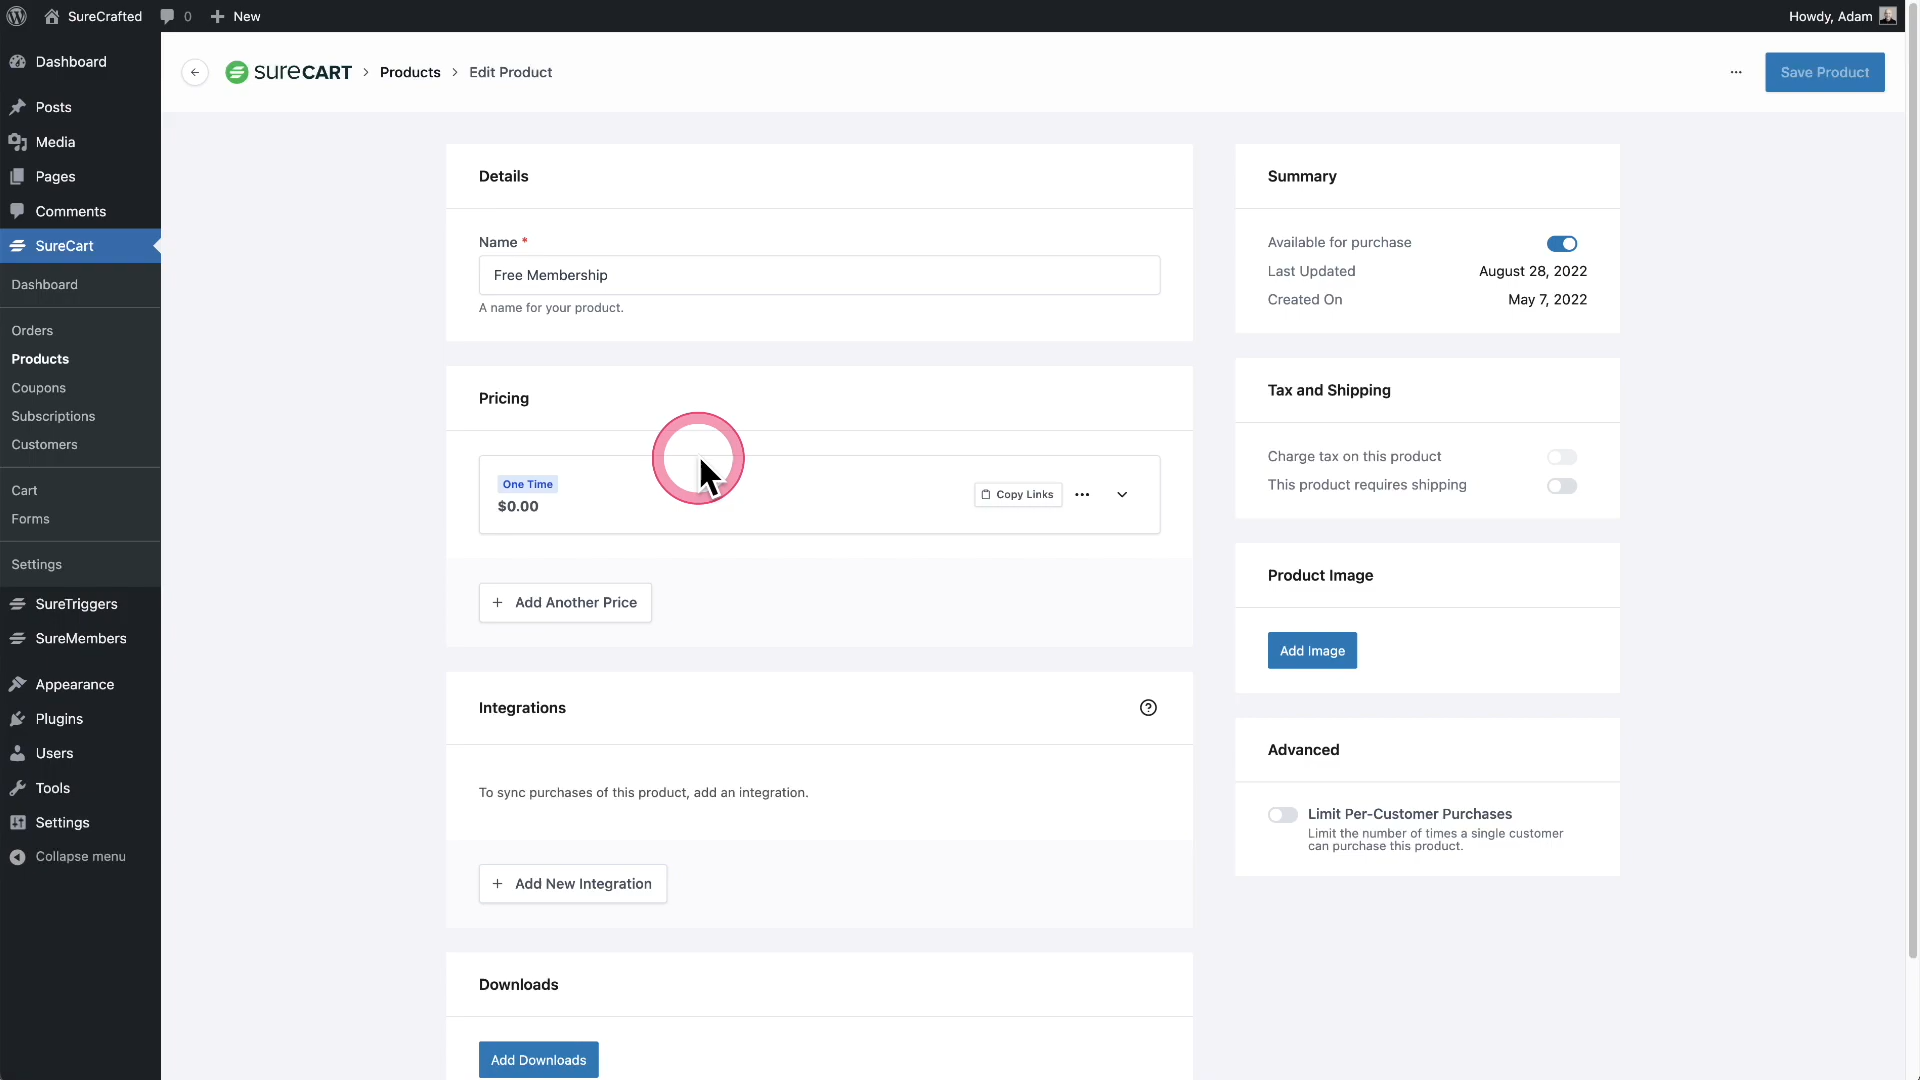 SureCrafted
0
New
Howdy, Adam
Dashboard
Posts
Media
Pages
Comments
SureCart
Dashboard
Orders
Products
Coupons
Subscriptions
Customers
Cart
Forms
Settings
SureTriggers
SureMembers
Appearance
Plugins
Users
Tools
Settings
Collapse menu
SURECART > Products > Edit Product
Save Product
Details
Name *
Free Membership
A name for your product.
Pricing
One Time
$0.00
Copy Links
Add Another Price
Integrations
To sync purchases of this product, add an integration.
Add New Integration
Downloads
Add Downloads
Summary
Available for purchase
Last Updated August 28, 2022
Created On May 7, 2022
Tax and Shipping
Charge tax on this product
This product requires shipping
Product Image
Add Image
Advanced
Limit Per-Customer Purchases
Limit the number of times a single customer
can purchase this product.